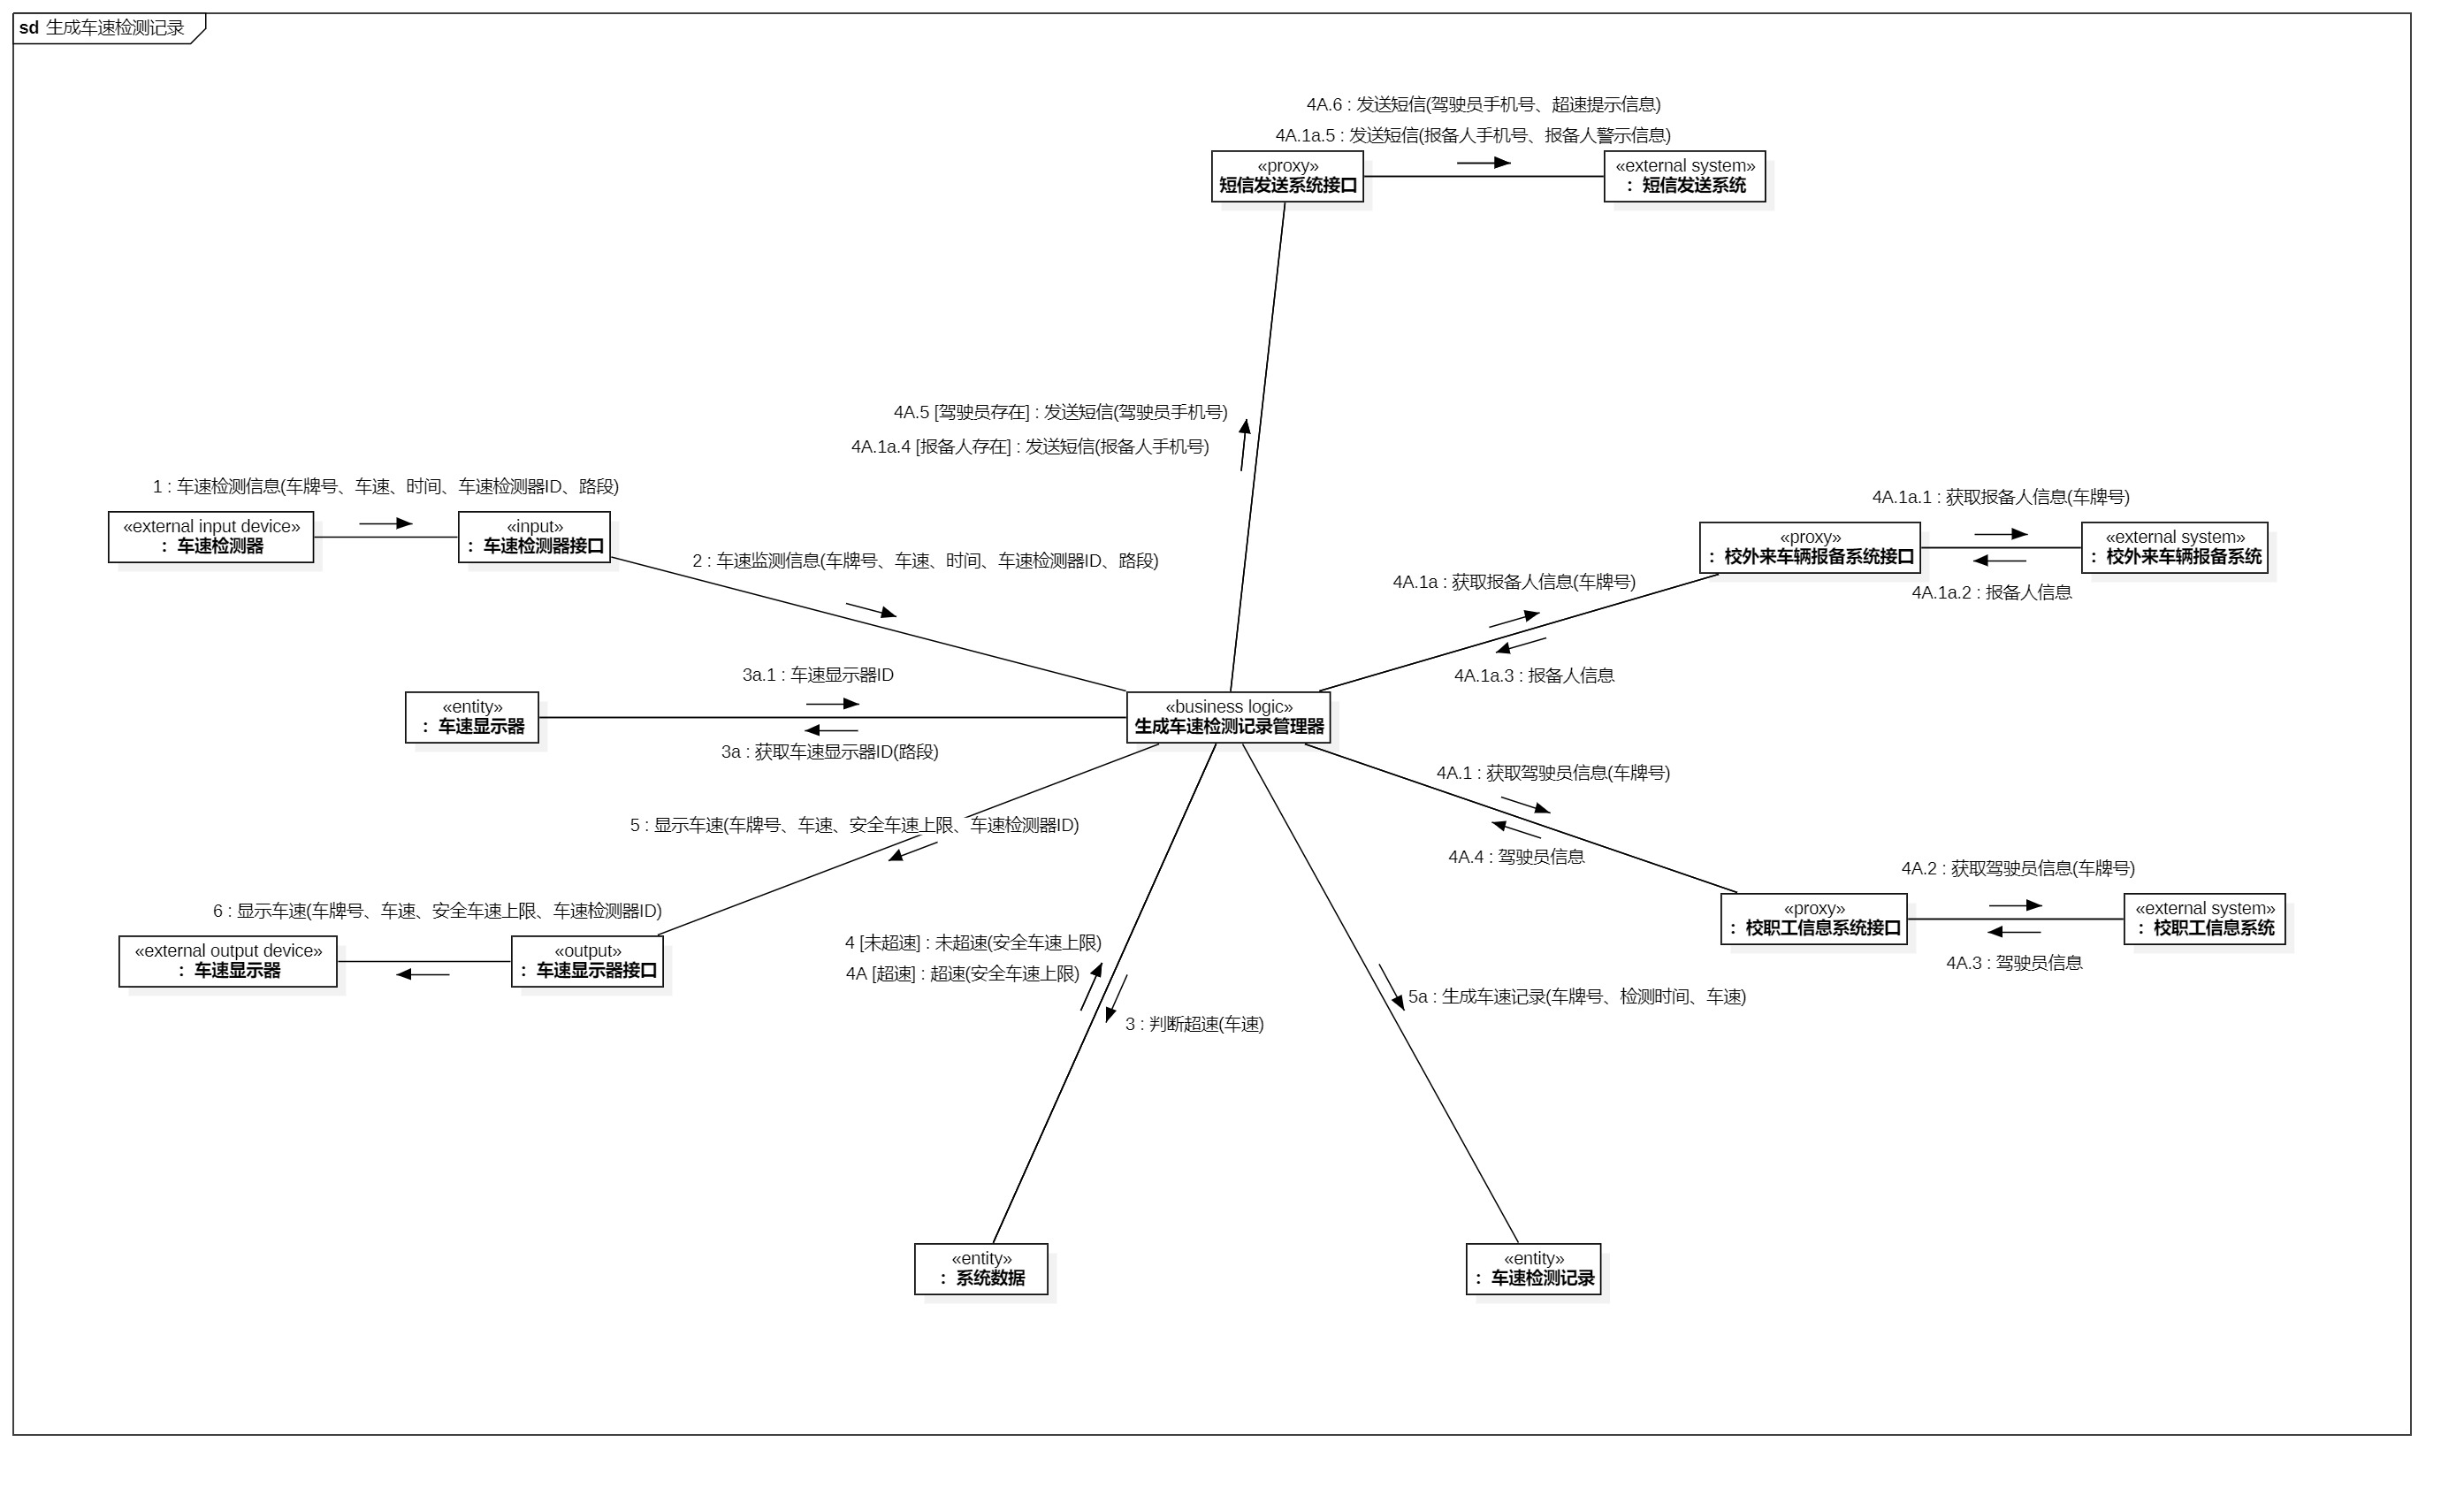 sd 生成车速检测记录
4A.6 : 发送短信(驾驶员手机号、超速提示信息)
4A.1a.5 : 发送短信(报备人手机号、报备人警示信息)
«proxy»
短信发送系统接口
«external system»
: 短信发送系统
4A.5 [驾驶员存在] : 发送短信(驾驶员手机号)
4A.1a.4 [报备人存在] : 发送短信(报备人手机号)
1 : 车速检测信息(车牌号、车速、时间、车速检测器ID、路段)
«external input device»
: 车速检测器
«input»
: 车速检测器接口
2 : 车速监测信息(车牌号、车速、时间、车速检测器ID、路段)
4A.1a.1 : 获取报备人信息(车牌号)
«proxy»
: 校外来车辆报备系统接口
«external system»
: 校外来车辆报备系统
4A.1a.2 : 报备人信息
4A.1a : 获取报备人信息(车牌号)
4A.1a.3 : 报备人信息
3a.1 : 车速显示器ID
«entity»
: 车速显示器
«business logic»
生成车速检测记录管理器
3a : 获取车速显示器ID(路段)
4A.1 : 获取驾驶员信息(车牌号)
4A.4 : 驾驶员信息
5 : 显示车速(车牌号、车速、安全车速上限、车速检测器ID)
4A.2 : 获取驾驶员信息(车牌号)
«proxy»
: 校职工信息系统接口
«external system»
: 校职工信息系统
4A.3 : 驾驶员信息
6 : 显示车速(车牌号、车速、安全车速上限、车速检测器ID)
«external output device»
: 车速显示器
«output»
: 车速显示器接口
4 [未超速] : 未超速(安全车速上限)
4A [超速] : 超速(安全车速上限)
3 : 判断超速(车速)
5a : 生成车速记录(车牌号、检测时间、车速)
«entity»
: 系统数据
«entity»
: 车速检测记录